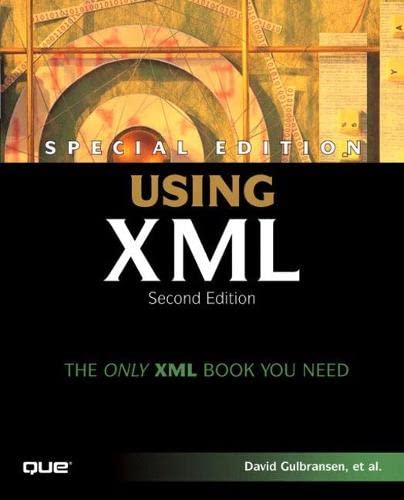 SPECIAL EDITION
USING
XML
Second Edition
THE ONLY XML BOOK YOU NEED
QUE®
David Gulbransen, et al.